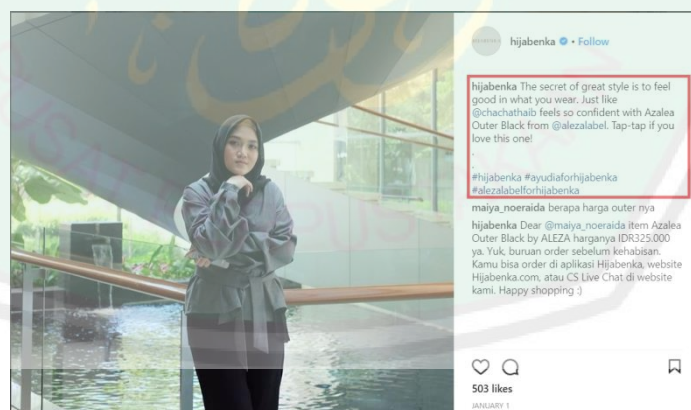 hijabenka • Follow
hijabenka The secret of great style is to feel
good in what you wear. Just like
@chachathaib feels so confident with Azalea
Outer Black from @alezalabel. Tap-tap if you
love this one!
.
.
#hijabenka #ayudiaforhijabenka
#alezalabelforhijabenka
maiya_noeraida berapa harga outer nya
hijabenka Dear @maiya_noeraida item Azalea
Outer Black by ALEZA harganya IDR325.000
ya. Yuk, buruan order sebelum kehabisan.
Kamu bisa order di aplikasi Hijabenka, website
Hijabenka.com, atau CS Live Chat di website
kami. Happy shopping :)
503 likes
JANUARY 1